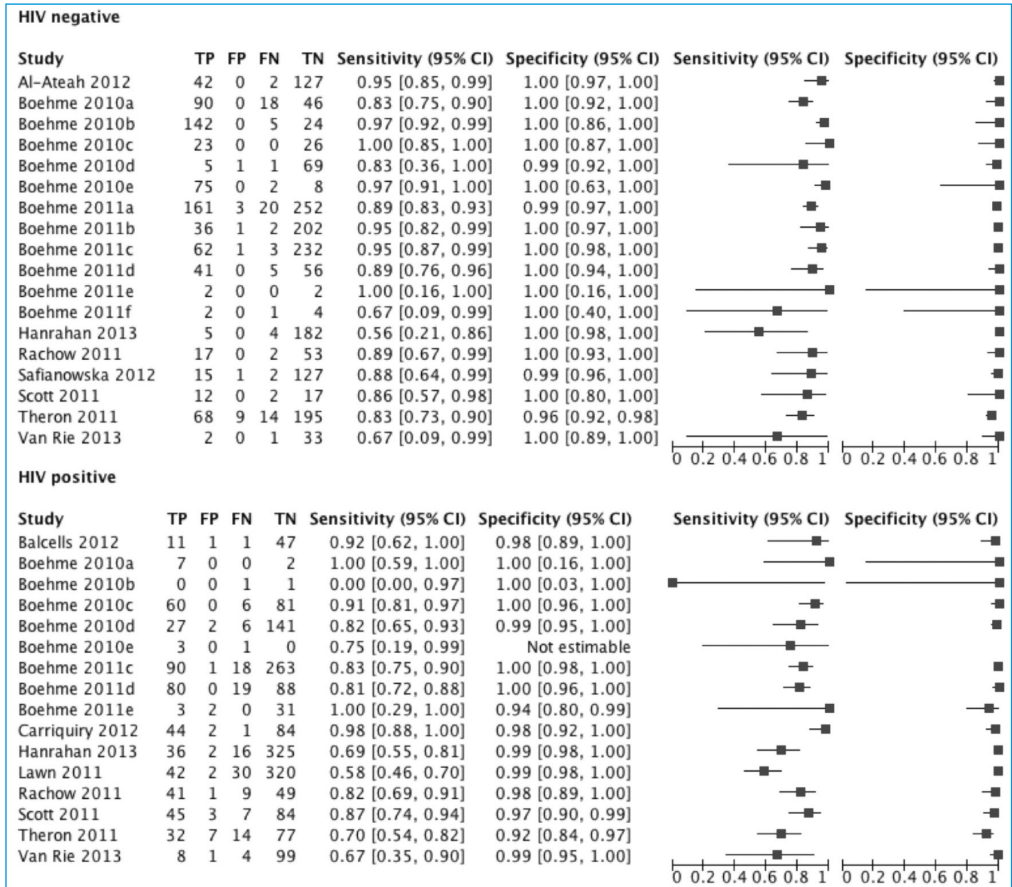 HIV negative
Study TP FP FN TN Sensitivity (95% CI) Specificity (95% CI) Sensitivity (95% CI) Specificity (95% CI)
Al-Ateah 2012 42 0 2 127 0.95 [0.85, 0.99] 1.00 [0.97, 1.00]
Boehme 2010a 90 0 18 46 0.83 [0.75, 0.90] 1.00 [0.92, 1.00]
Boehme 2010b 142 0 5 24 0.97 [0.92, 0.99] 1.00 [0.86, 1.00]
Boehme 2010c 23 0 0 26 1.00 [0.85, 1.00] 1.00 [0.87, 1.00]
Boehme 2010d 5 1 1 69 0.83 [0.36, 1.00] 0.99 [0.92, 1.00]
Boehme 2010e 75 0 2 8 0.97 [0.91, 1.00] 1.00 [0.63, 1.00]
Boehme 2011a 161 3 20 252 0.89 [0.83, 0.93] 0.99 [0.97, 1.00]
Boehme 2011b 36 1 2 202 0.95 [0.82, 0.99] 1.00 [0.97, 1.00]
Boehme 2011c 62 1 3 232 0.95 [0.87, 0.99] 1.00 [0.98, 1.00]
Boehme 2011d 41 0 5 56 0.89 [0.76, 0.96] 1.00 [0.94, 1.00]
Boehme 2011e 2 0 0 2 1.00 [0.16, 1.00] 1.00 [0.16, 1.00]
Boehme 2011f 2 0 1 4 0.67 [0.09, 0.99] 1.00 [0.40, 1.00]
Hanrahan 2013 5 0 4 182 0.56 [0.21, 0.86] 1.00 [0.98, 1.00]
Rachow 2011 17 0 2 53 0.89 [0.67, 0.99] 1.00 [0.93, 1.00]
Safianowska 2012 15 1 2 127 0.88 [0.64, 0.99] 0.99 [0.96, 1.00]
Scott 2011 12 0 2 17 0.86 [0.57, 0.98] 1.00 [0.80, 1.00]
Theron 2011 68 9 14 195 0.83 [0.73, 0.90] 0.96 [0.92, 0.98]
Van Rie 2013 2 0 1 33 0.67 [0.09, 0.99] 1.00 [0.89, 1.00]
0 0.2 0.4 0.6 0.8 1 0 0.2 0.4 0.6 0.8 1
HIV positive
Study TP FP FN TN Sensitivity (95% CI) Specificity (95% CI) Sensitivity (95% CI) Specificity (95% CI)
Balcells 2012 11 1 1 47 0.92 [0.62, 1.00] 0.98 [0.89, 1.00]
Boehme 2010a 7 0 0 2 1.00 [0.59, 1.00] 1.00 [0.16, 1.00]
Boehme 2010b 0 0 1 1 0.00 [0.00, 0.97] 1.00 [0.03, 1.00]
Boehme 2010c 60 0 6 81 0.91 [0.81, 0.97] 1.00 [0.96, 1.00]
Boehme 2010d 27 2 6 141 0.82 [0.65, 0.93] 0.99 [0.95, 1.00]
Boehme 2010e 3 0 1 0 0.75 [0.19, 0.99] Not estimable
Boehme 2011c 90 1 18 263 0.83 [0.75, 0.90] 1.00 [0.98, 1.00]
Boehme 2011d 80 0 19 88 0.81 [0.72, 0.88] 1.00 [0.96, 1.00]
Boehme 2011e 3 2 0 31 1.00 [0.29, 1.00] 0.94 [0.80, 0.99]
Carriquiry 2012 44 2 1 84 0.98 [0.88, 1.00] 0.98 [0.92, 1.00]
Hanrahan 2013 36 2 16 325 0.69 [0.55, 0.81] 0.99 [0.98, 1.00]
Lawn 2011 42 2 30 320 0.58 [0.46, 0.70] 0.99 [0.98, 1.00]
Rachow 2011 41 1 9 49 0.82 [0.69, 0.91] 0.98 [0.89, 1.00]
Scott 2011 45 3 7 84 0.87 [0.74, 0.94] 0.97 [0.90, 0.99]
Theron 2011 32 7 14 77 0.70 [0.54, 0.82] 0.92 [0.84, 0.97]
Van Rie 2013 8 1 4 99 0.67 [0.35, 0.90] 0.99 [0.95, 1.00]
0 0.2 0.4 0.6 0.8 1 0 0.2 0.4 0.6 0.8 1